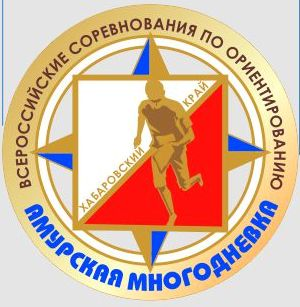 ВСЕРОССИЙСКИЕ СОРЕВНОВАНИЯ ПО ОРИЕНТИРОВАНИЮ
ХАБАРОВСКИЙ КРАЙ
АМУРСКАЯ МНОГОДНЕВКА